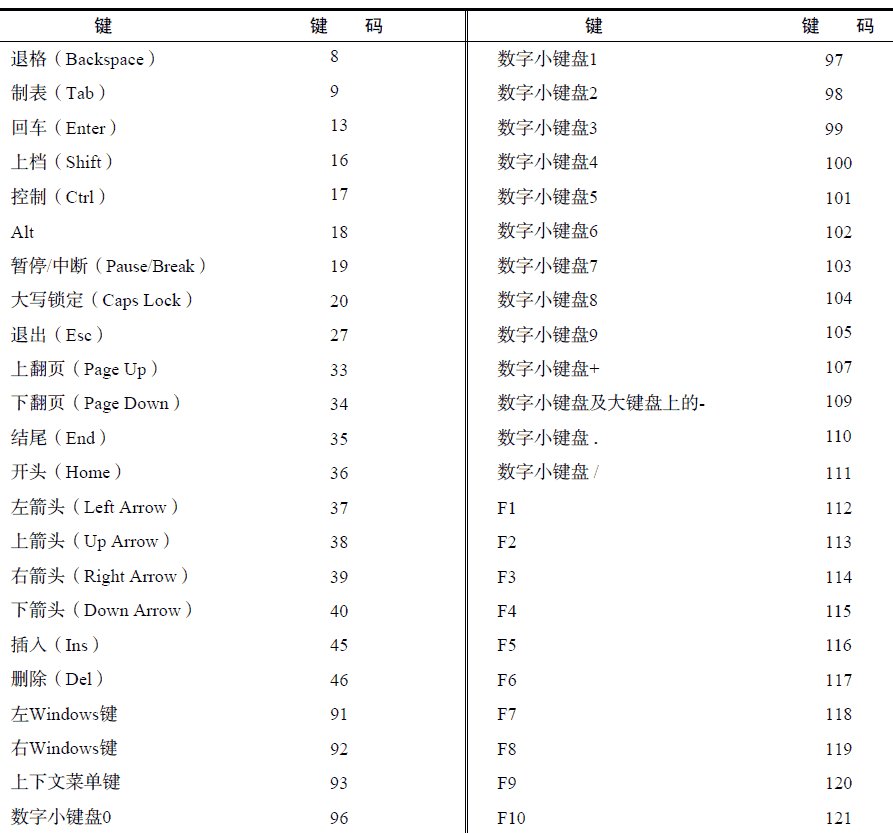 键 键 码 键 键 码
退格（Backspace） 8 数字小键盘1 97
制表（Tab） 9 数字小键盘2 98
回车（Enter） 13 数字小键盘3 99
上档（Shift） 16 数字小键盘4 100
控制（Ctrl） 17 数字小键盘5 101
Alt 18 数字小键盘6 102
暂停/中断（Pause/Break） 19 数字小键盘7 103
大写锁定（Caps Lock） 20 数字小键盘8 104
退出（Esc） 27 数字小键盘9 105
上翻页（Page Up） 33 数字小键盘+ 107
下翻页（Page Down） 34 数字小键盘及大键盘上的- 109
结尾（End） 35 数字小键盘 . 110
开头（Home） 36 数字小键盘 / 111
左箭头（Left Arrow） 37 F1 112
上箭头（Up Arrow） 38 F2 113
右箭头（Right Arrow） 39 F3 114
下箭头（Down Arrow） 40 F4 115
插入（Ins） 45 F5 116
删除（Del） 46 F6 117
左Windows键 91 F7 118
右Windows键 92 F8 119
上下文菜单键 93 F9 120
数字小键盘0 96 F10 121